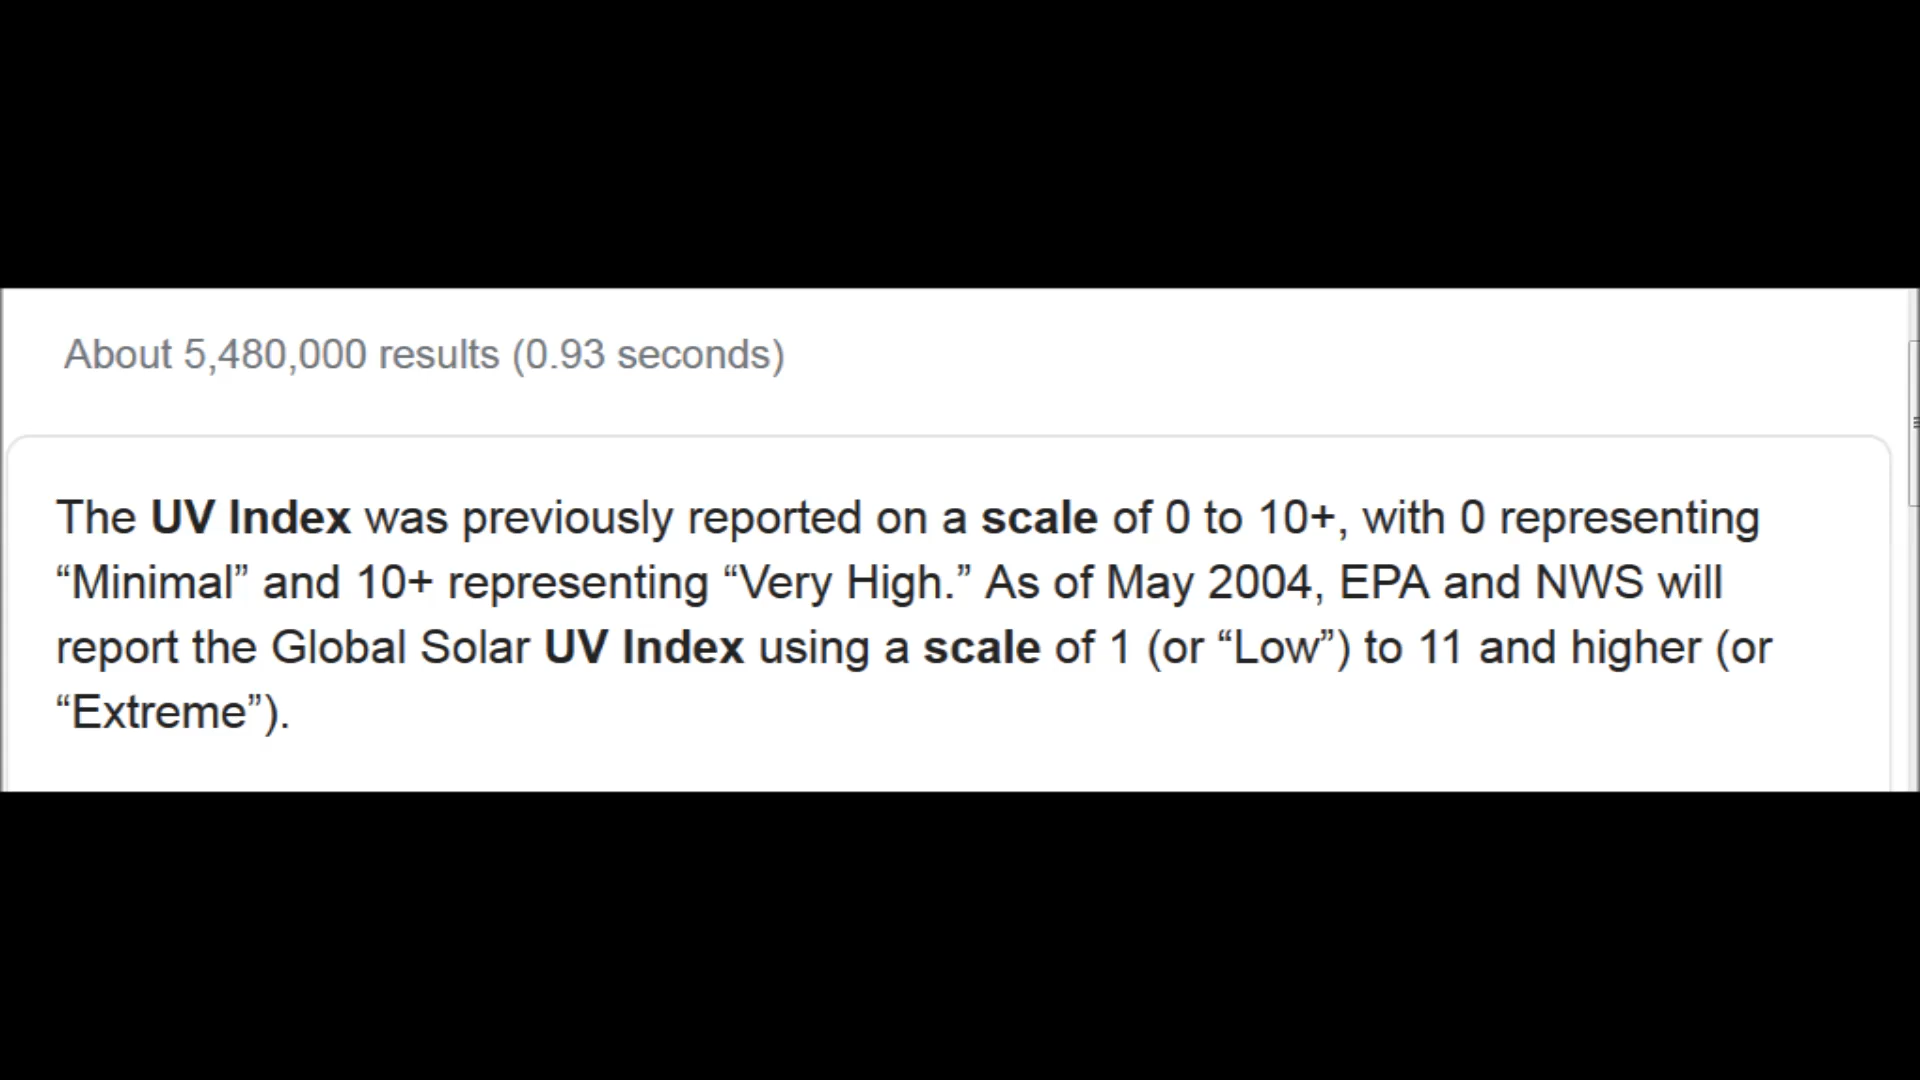 About 5,480,000 results (0.93 seconds)
The UV Index was previously reported on a scale of 0 to 10+, with 0 representing
“Minimal” and 10+ representing “Very High.” As of May 2004, EPA and NWS will
report the Global Solar UV Index using a scale of 1 (or “Low”) to 11 and higher (or
“Extreme”).